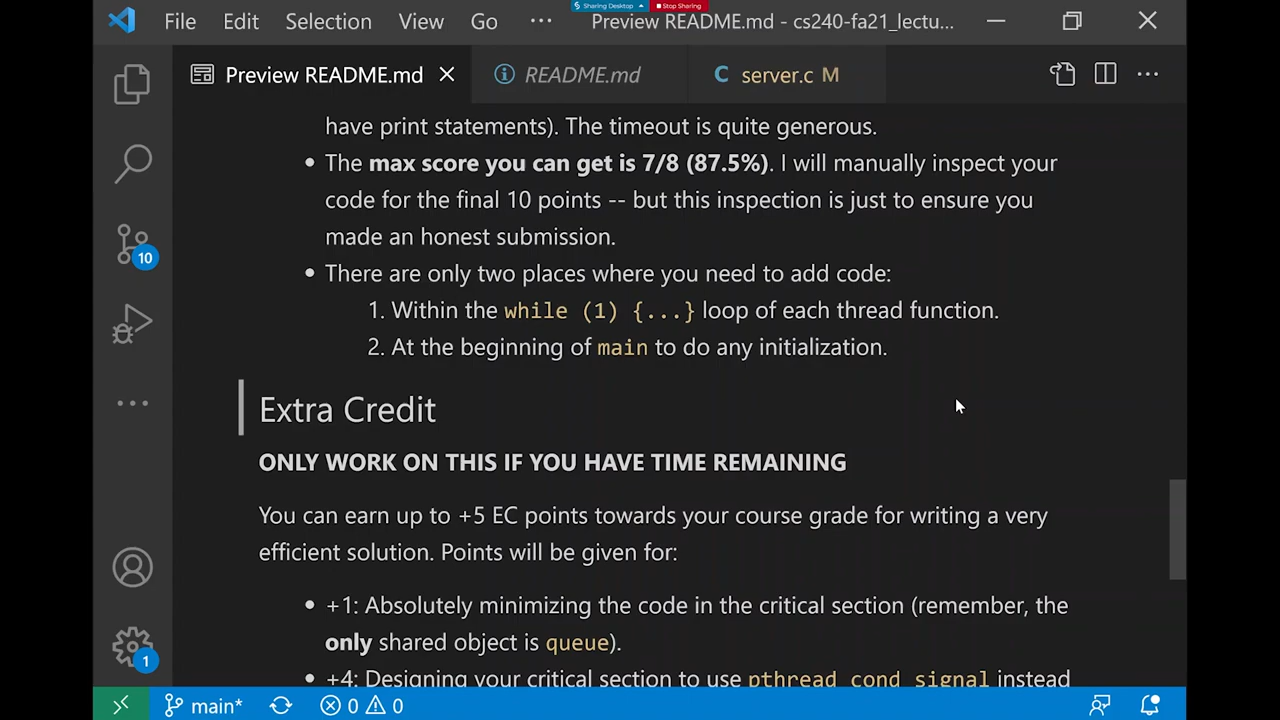 Sharing Desktop Stop Sharing
File Edit Selection View Go ··· Preview README.md - cs240-fa21_lectu...
Preview README.md README.md C server.c M
have print statements). The timeout is quite generous.
• The max score you can get is 7/8 (87.5%). I will manually inspect your
code for the final 10 points -- but this inspection is just to ensure you
made an honest submission.
10
• There are only two places where you need to add code:
1. Within the while (1) {...} loop of each thread function.
2. At the beginning of main to do any initialization.
Extra Credit
ONLY WORK ON THIS IF YOU HAVE TIME REMAINING
You can earn up to +5 EC points towards your course grade for writing a very
efficient solution. Points will be given for:
• +1: Absolutely minimizing the code in the critical section (remember, the
only shared object is queue).
1
• +4: Designing your critical section to use pthread_cond_signal instead
main* 0 0